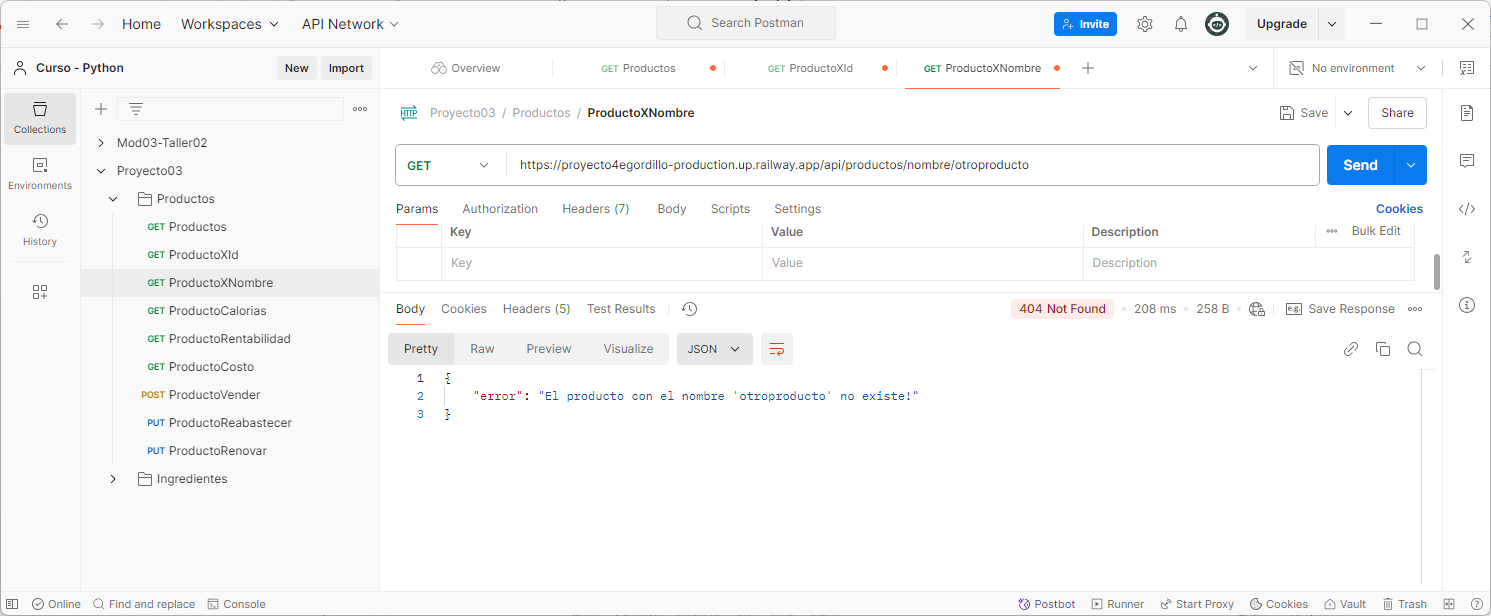 Home Workspaces API Network Search Postman Invite Upgrade
Curso - Python New Import Overview GET Productos GET ProductoXId GET ProductoXNombre No environment
Collections
Environments
History
Mod03-Taller02
Proyecto03
Productos
GET Productos
GET ProductoXId
GET ProductoXNombre
GET ProductoCalorias
GET ProductoRentabilidad
GET ProductoCosto
POST ProductoVender
PUT ProductoReabastecer
PUT ProductoRenovar
Ingredientes
HTTP Proyecto03 / Productos / ProductoXNombre Save Share
GET https://proyecto4egordillo-production.up.railway.app/api/productos/nombre/otroproducto Send
Params Authorization Headers (7) Body Scripts Settings Cookies
Key Value Description Bulk Edit
Key Value Description
Body Cookies Headers (5) Test Results 404 Not Found 208 ms 258 B e.g. Save Response
Pretty Raw Preview Visualize JSON
1 {
2 "error": "El producto con el nombre 'otroproducto' no existe!"
3 }
Online Find and replace Console Postbot Runner Start Proxy Cookies Vault Trash